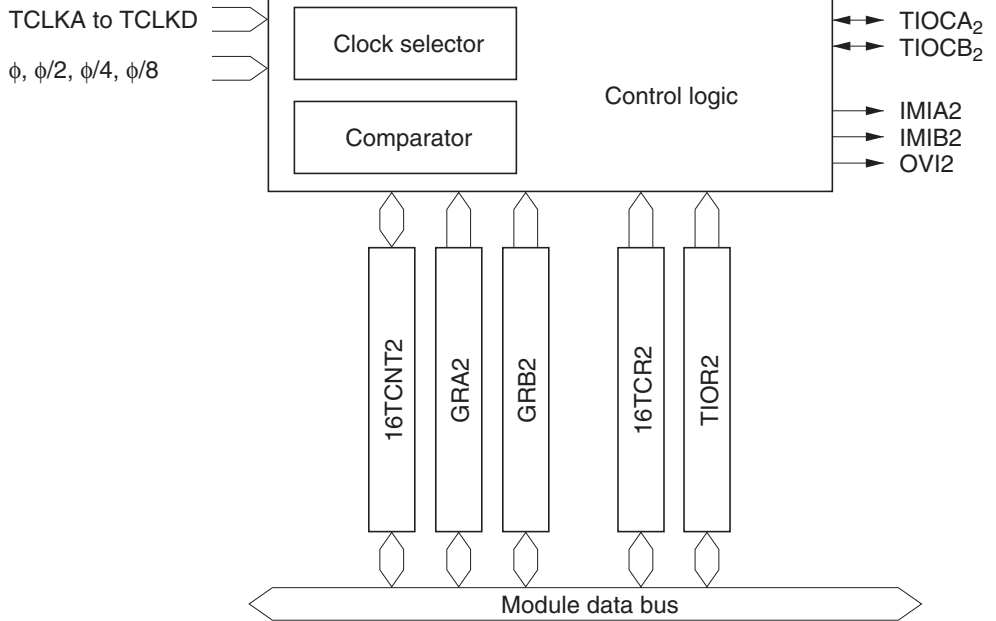 TCLKA to TCLKD
ϕ, ϕ/2, ϕ/4, ϕ/8
Clock selector
Comparator
Control logic
TIOCA₂
TIOCB₂
IMIA2
IMIB2
OVI2
16TCNT2
GRA2
GRB2
16TCR2
TIOR2
Module data bus